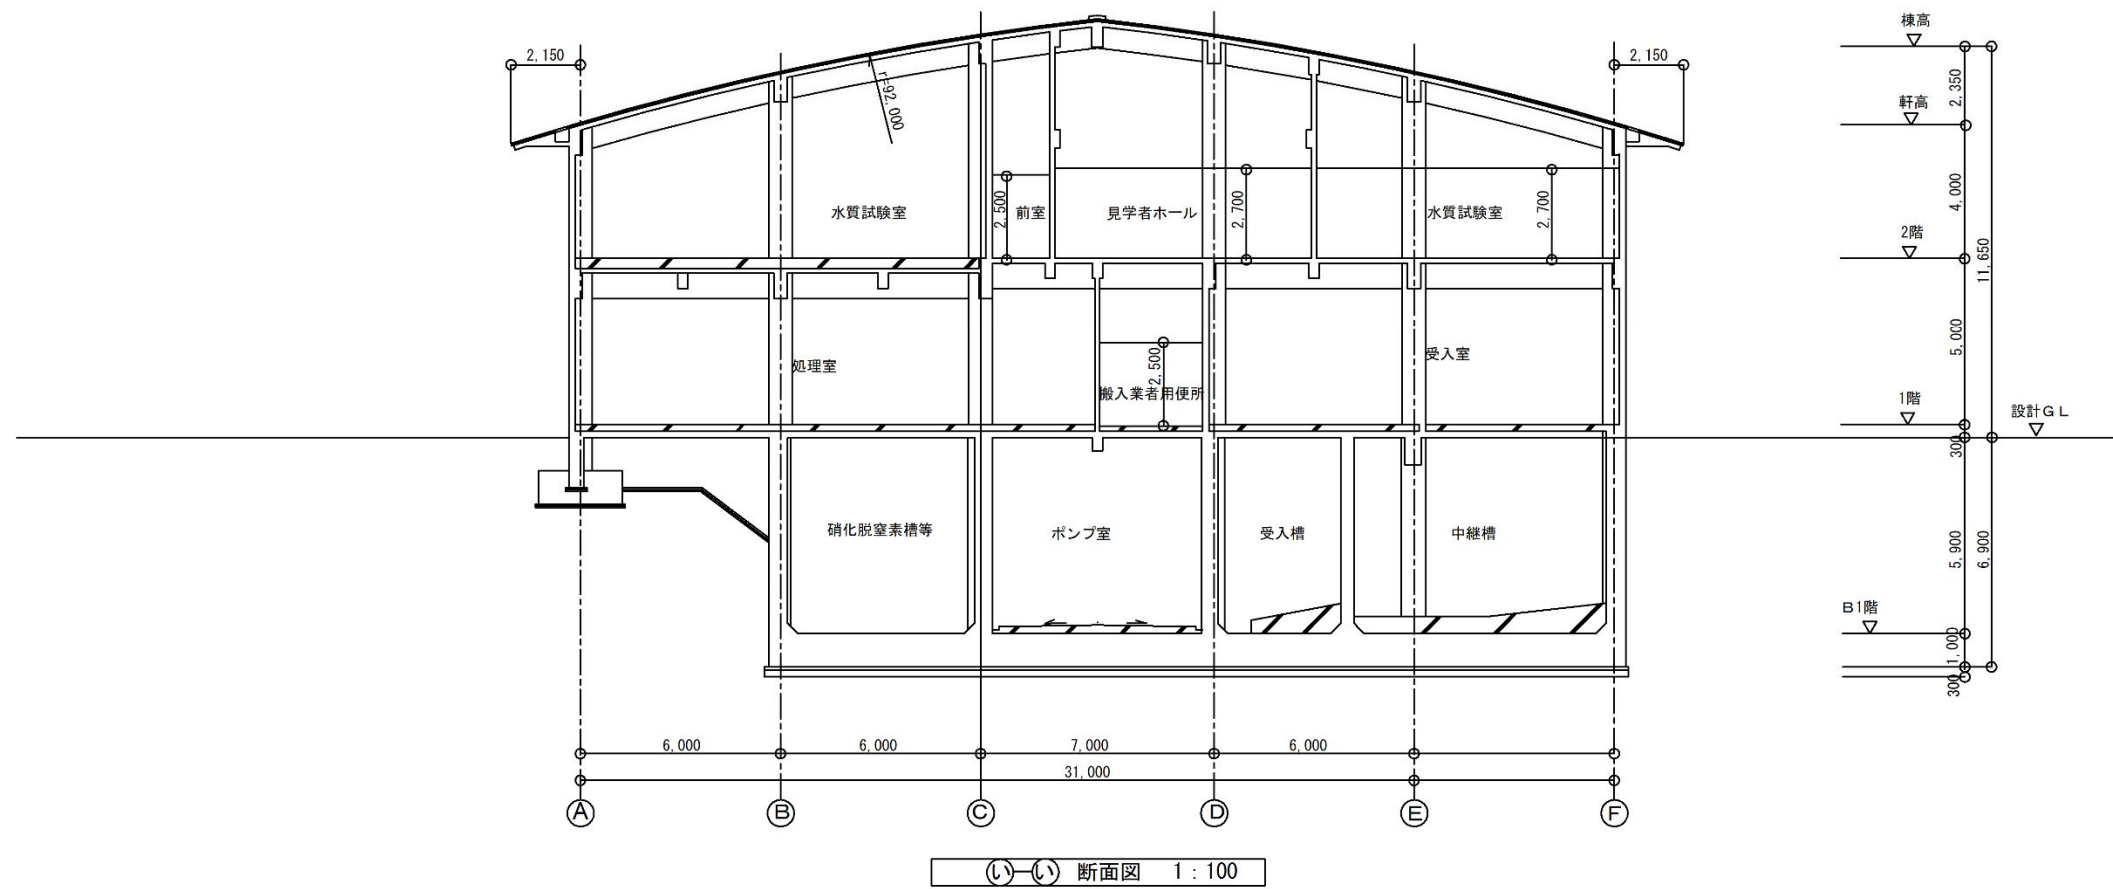 棟高
2,150
2,150
2,350
軒高
r=92,000
4,000
2,500
2,700
2,700
水質試験室
前室
見学者ホール
水質試験室
2階
11,650
5,000
2,500
処理室
受入室
搬入業者用便所
1階
設計GL
300
硝化脱窒素槽等
ポンプ室
受入槽
中継槽
5,900
6,900
B1階
1,000
300
6,000
6,000
7,000
6,000
31,000
A
B
C
D
E
F
い い 断面図 1:100